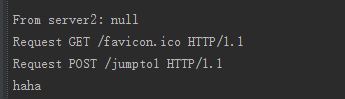 From server2: null
Request GET /favicon.ico HTTP/1.1
Request POST /jumpto1 HTTP/1.1
haha